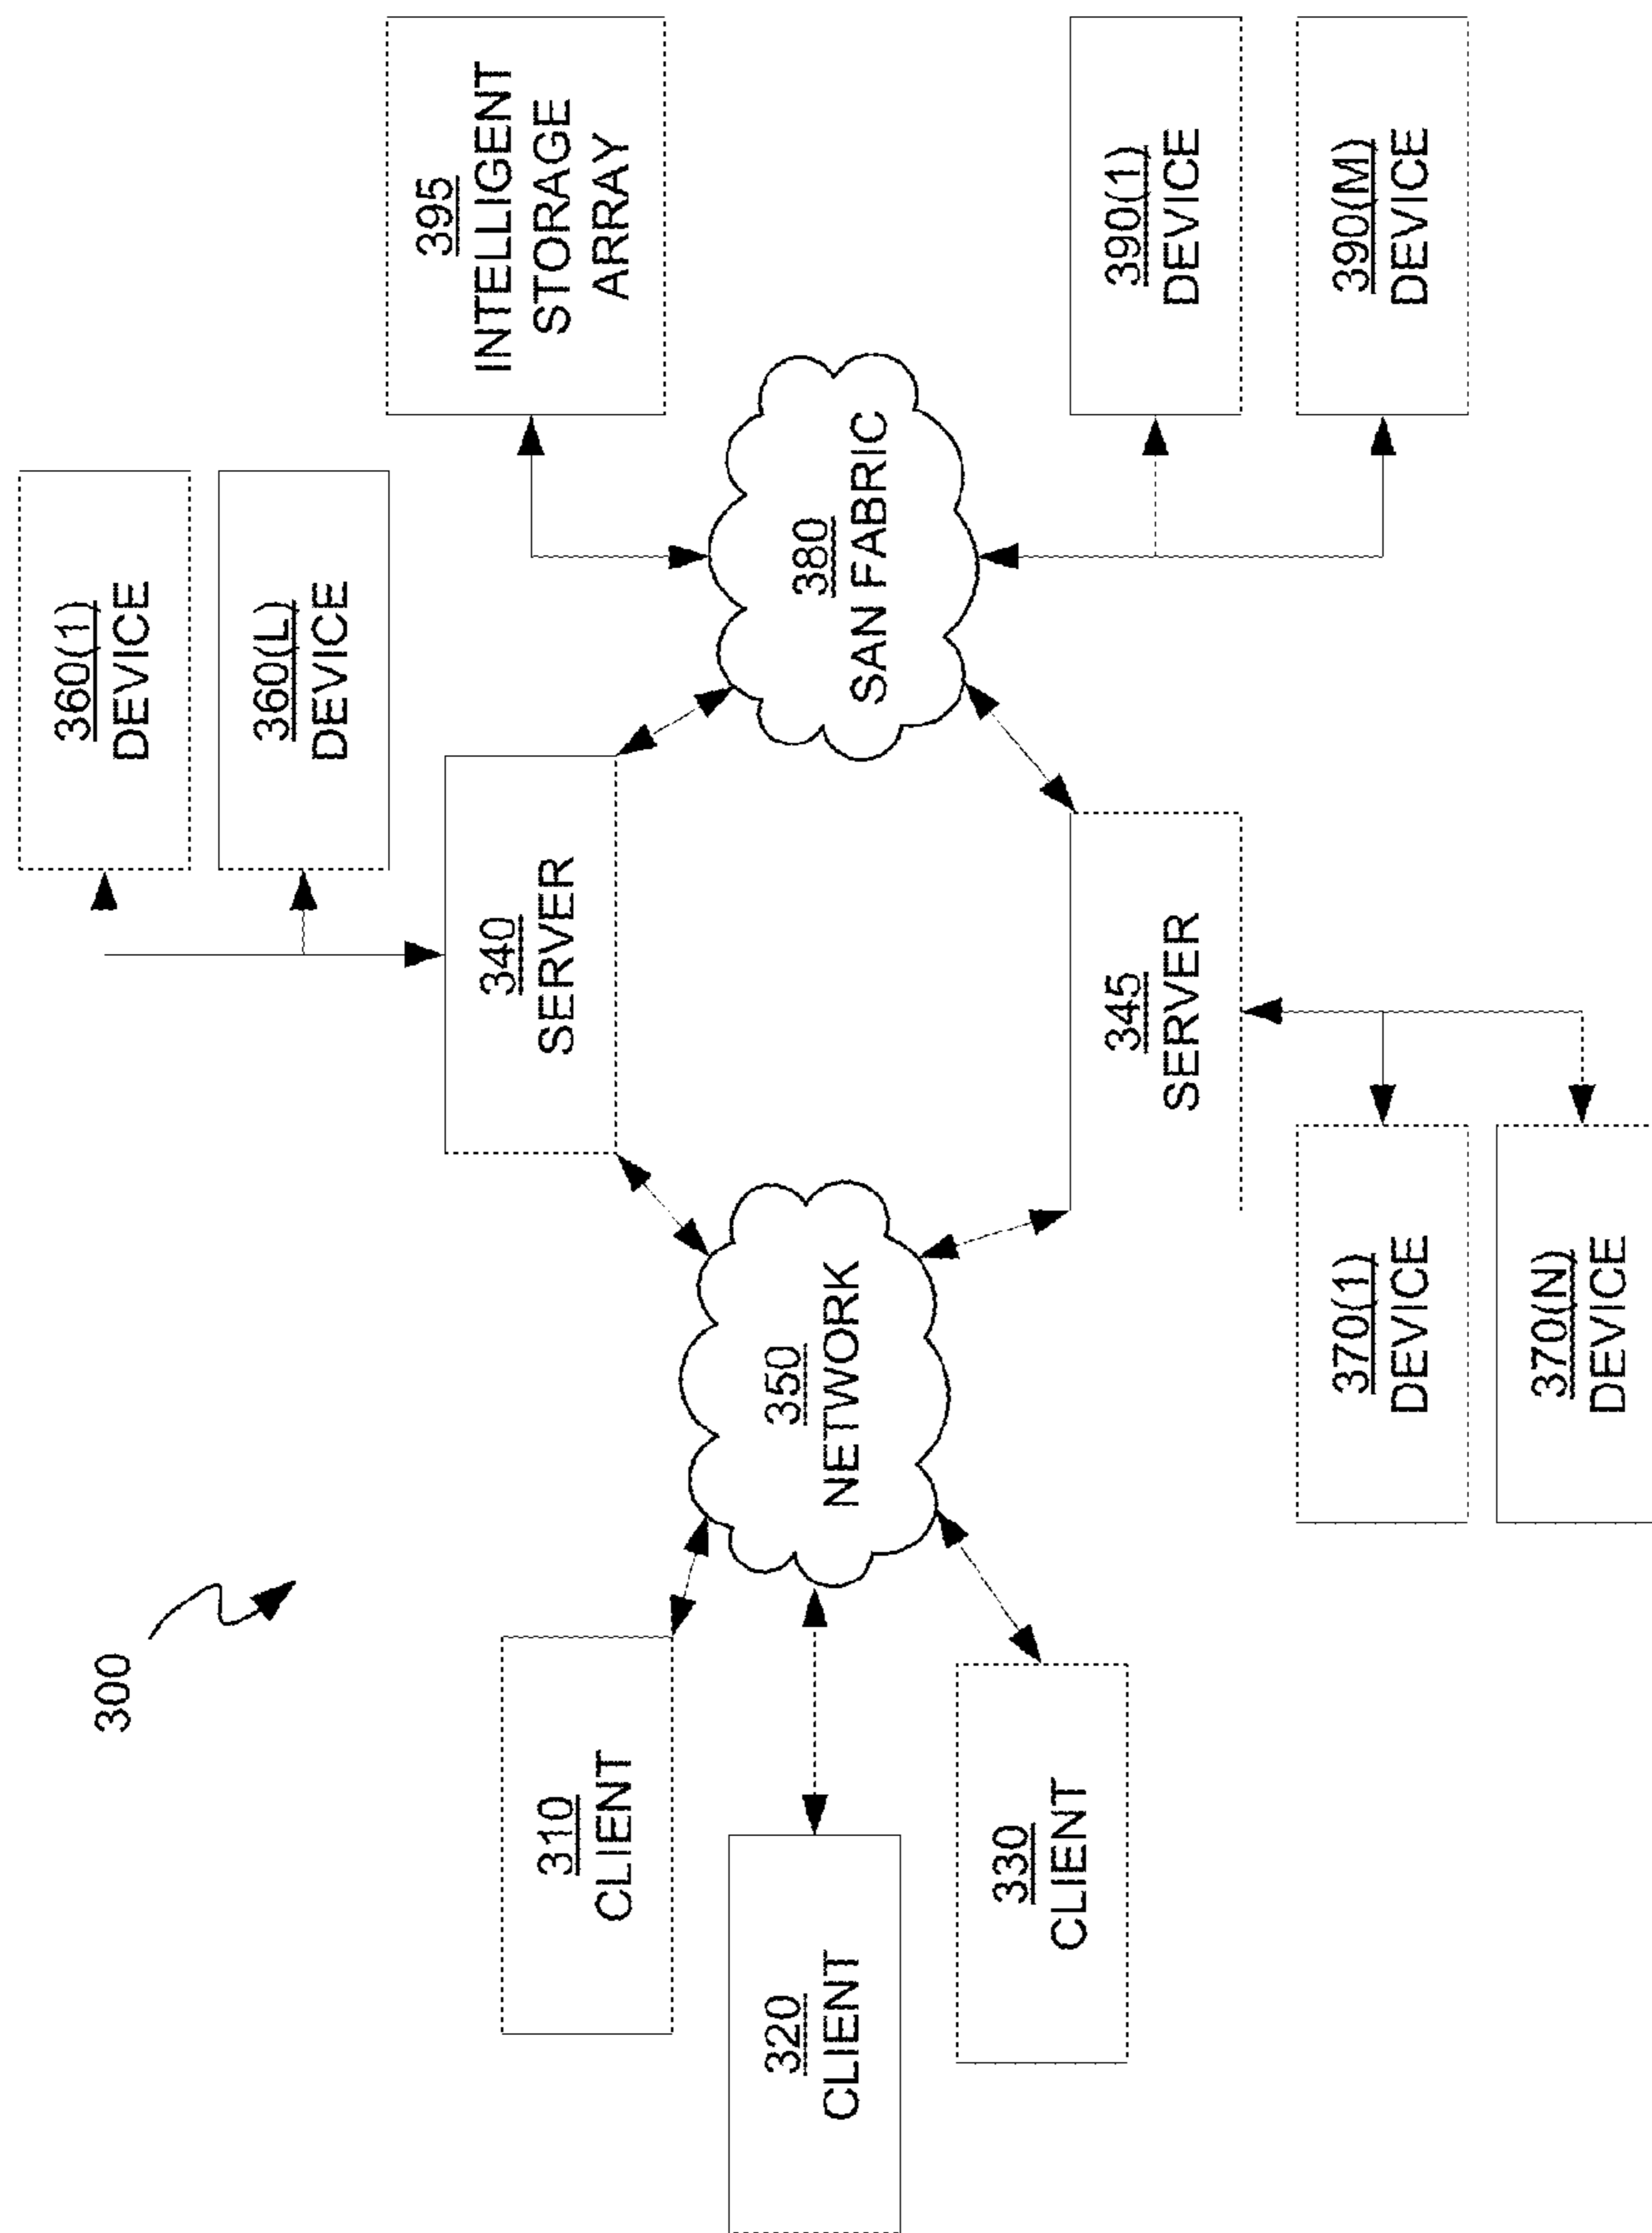 300
360(1)
DEVICE
360(L)
DEVICE
395
INTELLIGENT
STORAGE
ARRAY
310
CLIENT
340
SERVER
320
CLIENT
350
NETWORK
380
SAN FABRIC
330
CLIENT
345
SERVER
390(1)
DEVICE
370(1)
DEVICE
390(M)
DEVICE
370(N)
DEVICE